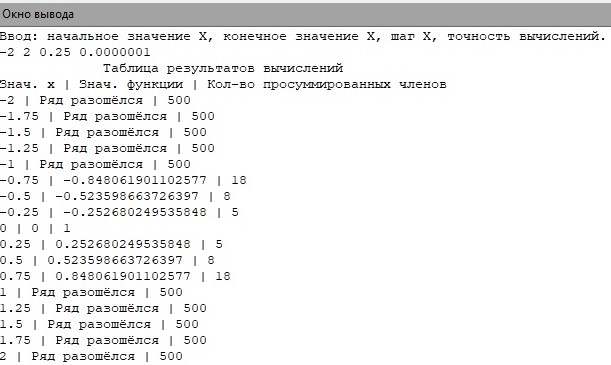 Окно вывода
Ввод: начальное значение X, конечное значение X, шаг X, точность вычислений.
-2 2 0.25 0.0000001
Таблица результатов вычислений
Знач. x | Знач. функции | Кол-во просуммированных членов
-2 | Ряд разошёлся | 500
-1.75 | Ряд разошёлся | 500
-1.5 | Ряд разошёлся | 500
-1.25 | Ряд разошёлся | 500
-1 | Ряд разошёлся | 500
-0.75 | -0.848061901102577 | 18
-0.5 | -0.523598663726397 | 8
-0.25 | -0.252680249535848 | 5
0 | 0 | 1
0.25 | 0.252680249535848 | 5
0.5 | 0.523598663726397 | 8
0.75 | 0.848061901102577 | 18
1 | Ряд разошёлся | 500
1.25 | Ряд разошёлся | 500
1.5 | Ряд разошёлся | 500
1.75 | Ряд разошёлся | 500
2 | Ряд разошёлся | 500